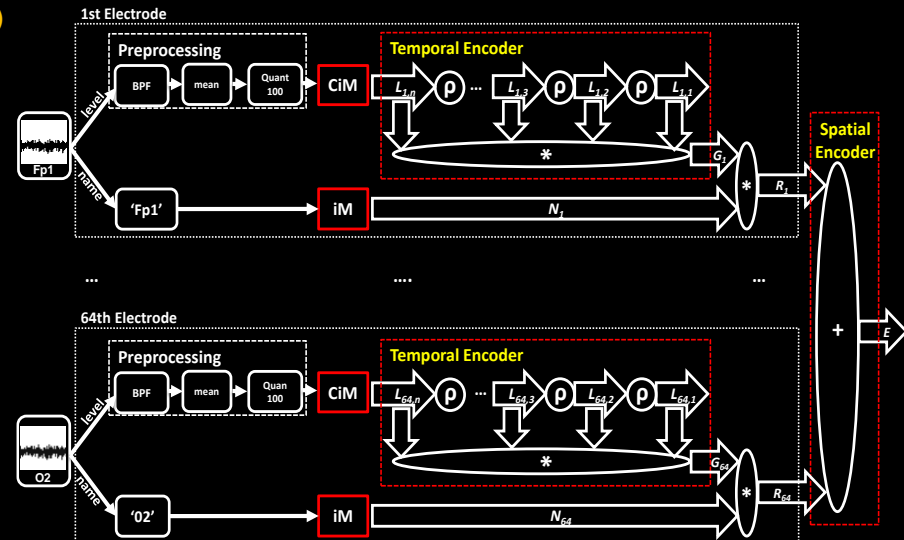 1st Electrode
Preprocessing
Temporal Encoder
level
BPF
mean
Quant
100
CiM
L1,n
ρ
...
L1,3
ρ
L1,2
ρ
L1,1
*
G1
Spatial
Encoder
Fp1
name
'Fp1'
iM
N1
*
R1
...
....
...
+
E
64th Electrode
Preprocessing
Temporal Encoder
level
BPF
mean
Quan
100
CiM
L64,n
ρ
...
L64,3
ρ
L64,2
ρ
L64,1
*
G64
O2
name
'02'
iM
N64
*
R64